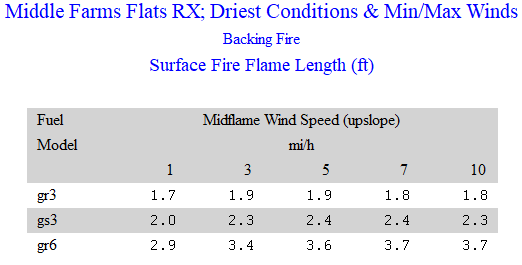 Middle Farms Flats RX; Driest Conditions & Min/Max Winds
Backing Fire
Surface Fire Flame Length (ft)
Fuel Midflame Wind Speed (upslope)
Model mi/h
1 3 5 7 10
gr3 1.7 1.9 1.9 1.8 1.8
gs3 2.0 2.3 2.4 2.4 2.3
gr6 2.9 3.4 3.6 3.7 3.7